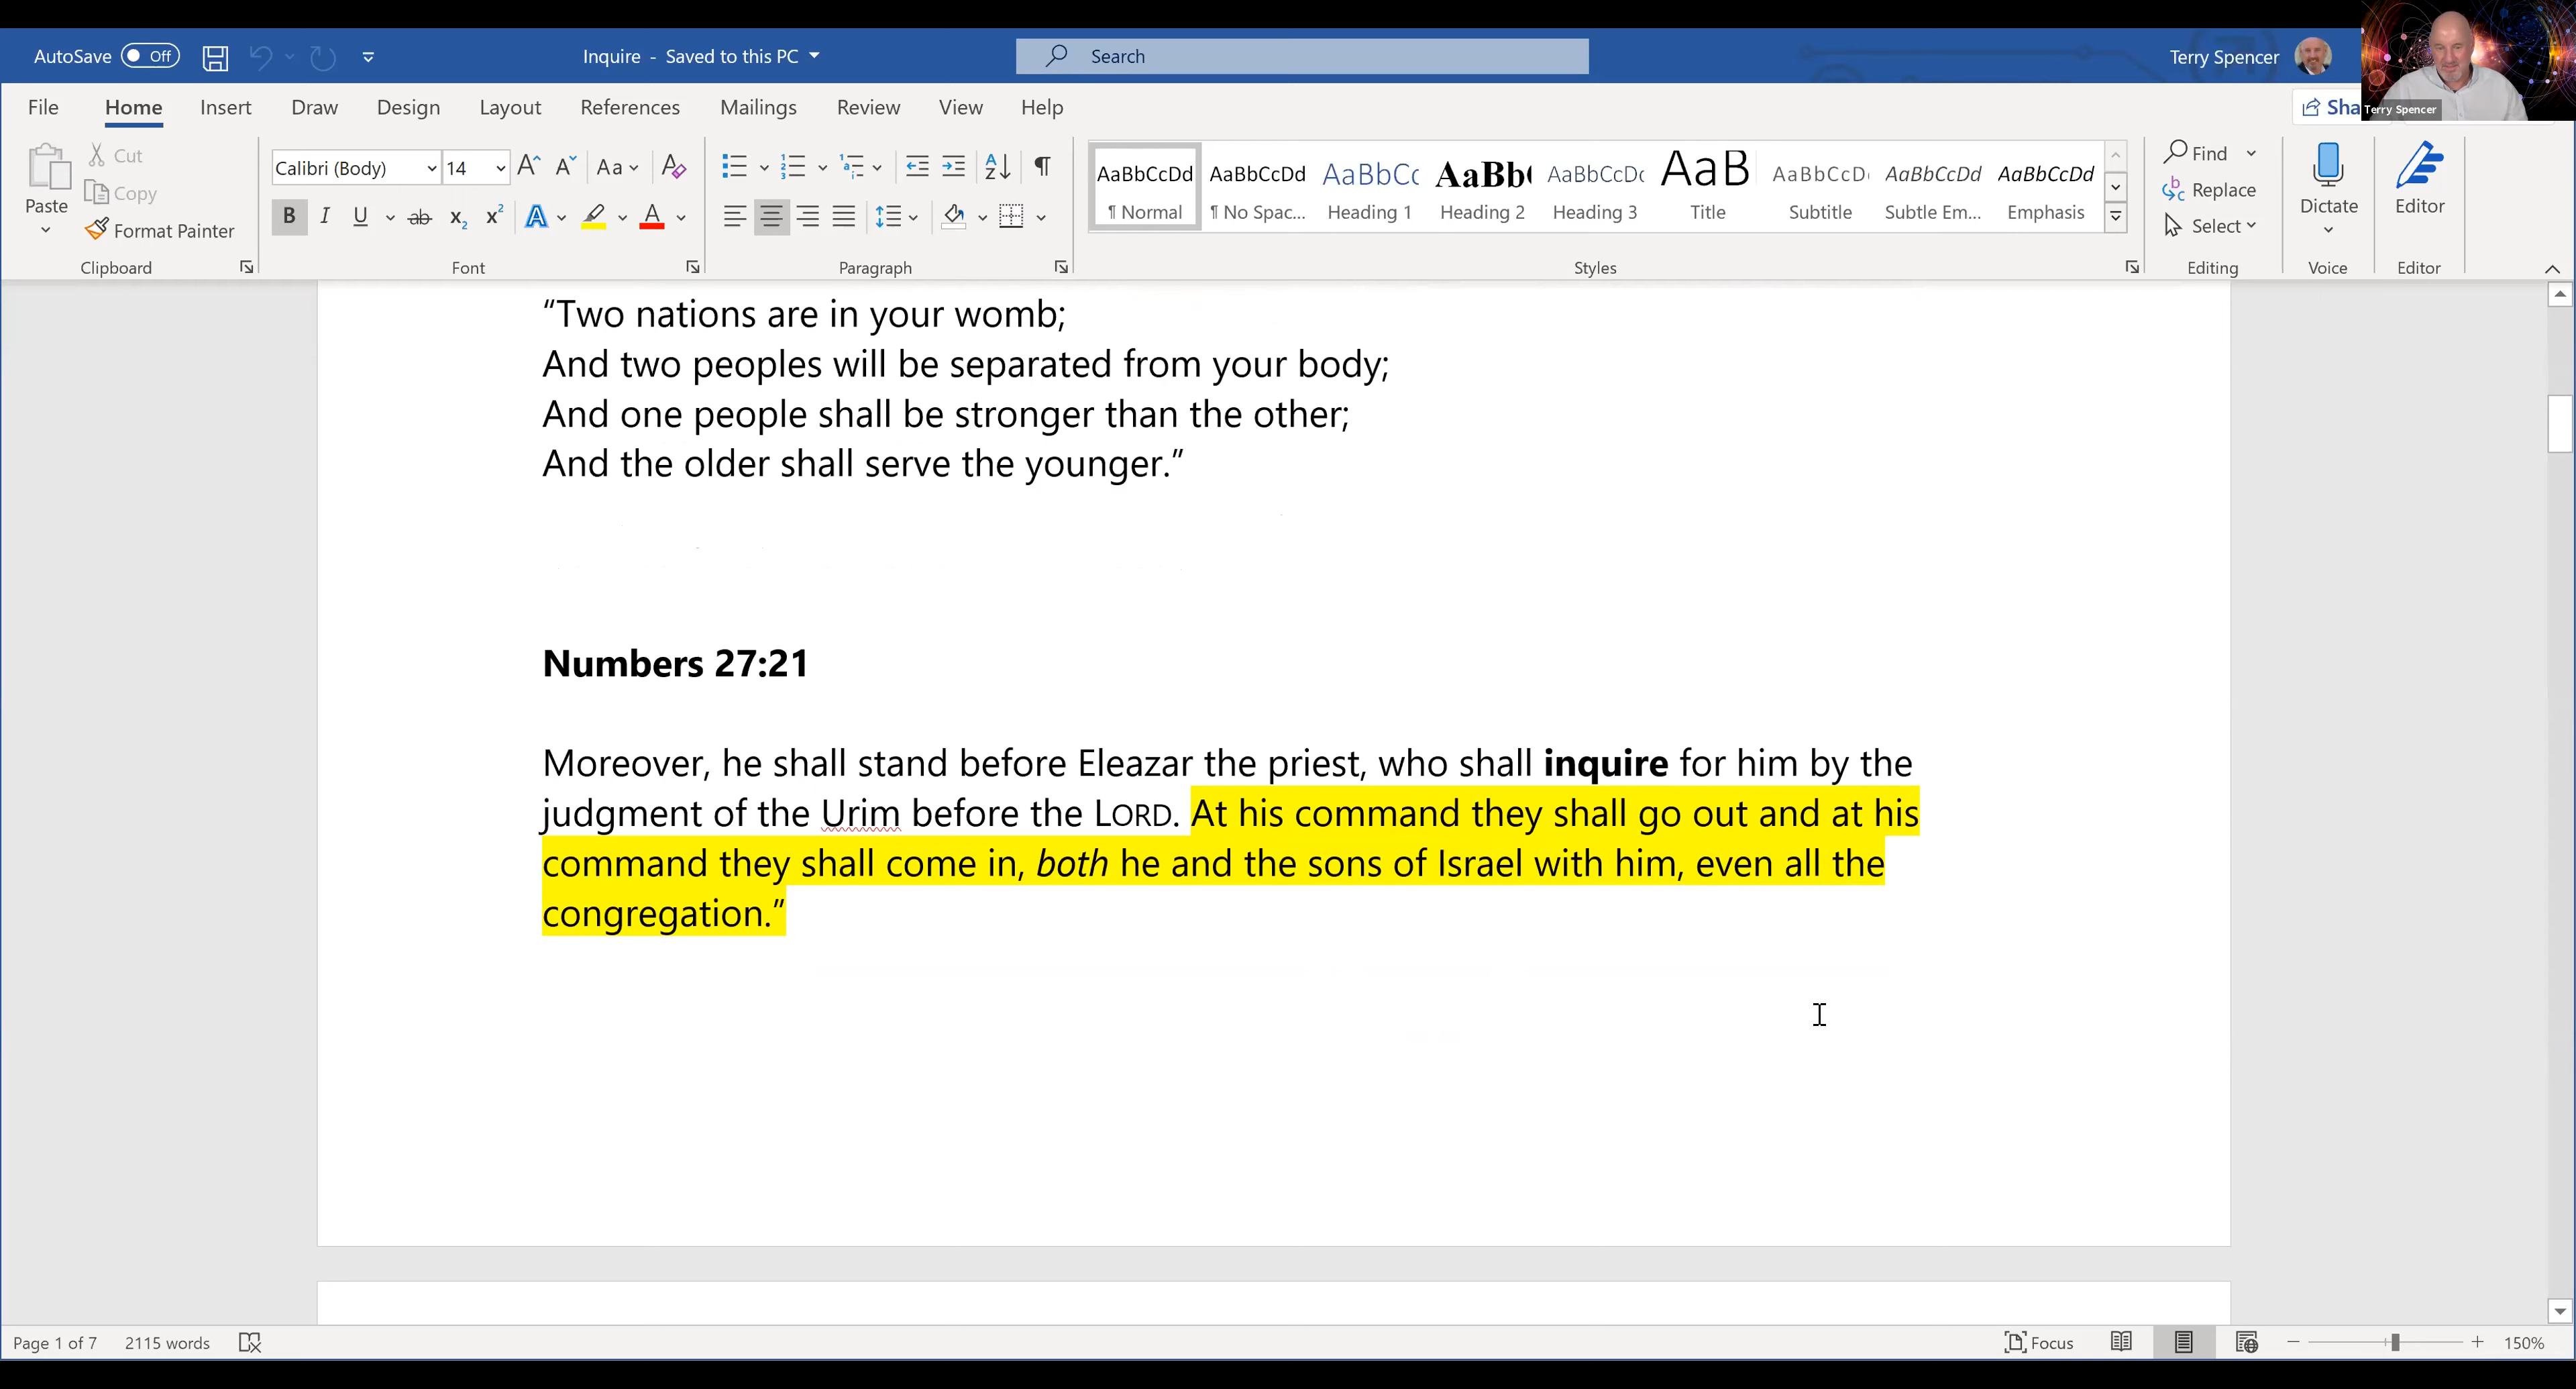 AutoSave Off Inquire - Saved to this PC Search Terry Spencer
Terry Spencer
File Home Insert Draw Design Layout References Mailings Review View Help Sha
Paste
Cut
Copy
Format Painter
Clipboard
Calibri (Body) 14
Font
Paragraph
AaBbCcDd AaBbCcDd AaBbCc AaBb( AaBbCcDc AaB AaBbCcD AaBbCcDd AaBbCcDd
¶ Normal ¶ No Spac... Heading 1 Heading 2 Heading 3 Title Subtitle Subtle Em... Emphasis
Styles
Find
Replace
Select
Editing
Dictate
Voice
Editor
Editor
“Two nations are in your womb;
And two peoples will be separated from your body;
And one people shall be stronger than the other;
And the older shall serve the younger.”
Numbers 27:21
Moreover, he shall stand before Eleazar the priest, who shall inquire for him by the
judgment of the Urim before the LORD. At his command they shall go out and at his
command they shall come in, both he and the sons of Israel with him, even all the
congregation.”
Page 1 of 7 2115 words Focus 150%